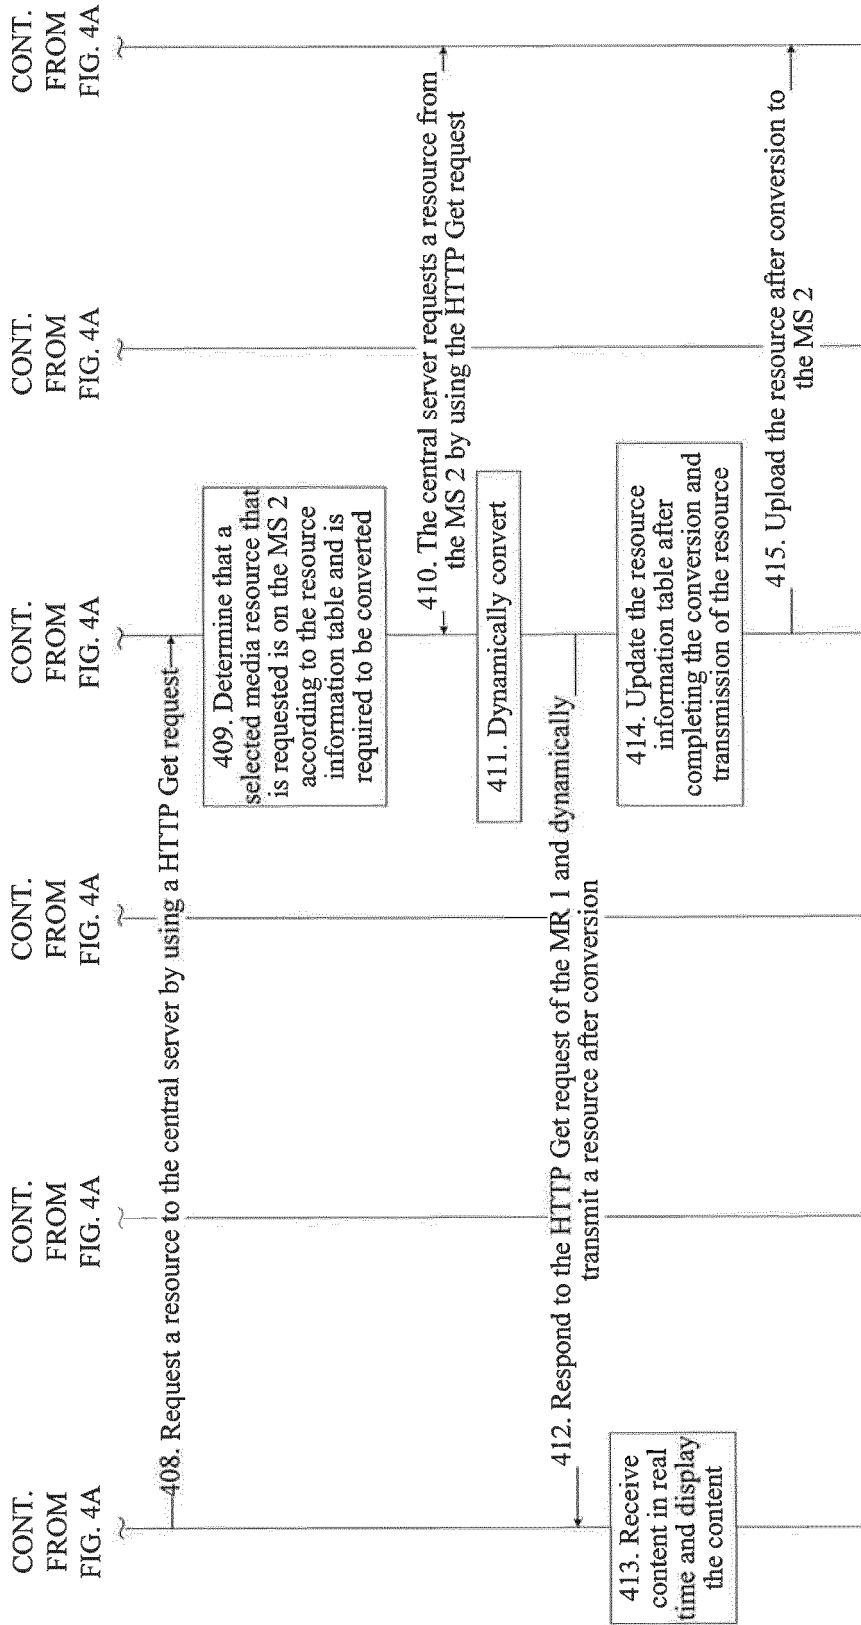 CONT.
FROM
FIG. 4A
CONT.
FROM
FIG. 4A
CONT.
FROM
FIG. 4A
CONT.
FROM
FIG. 4A
CONT.
FROM
FIG. 4A
CONT.
FROM
FIG. 4A
408. Request a resource to the central server by using a HTTP Get request
409. Determine that a
selected media resource that
is requested is on the MS 2
according to the resource
information table and is
required to be converted
410. The central server requests a resource from
the MS 2 by using the HTTP Get request
411. Dynamically convert
412. Respond to the HTTP Get request of the MR 1 and dynamically
transmit a resource after conversion
413. Receive
content in real
time and display
the content
414. Update the resource
information table after
completing the conversion and
transmission of the resource
415. Upload the resource after conversion to
the MS 2